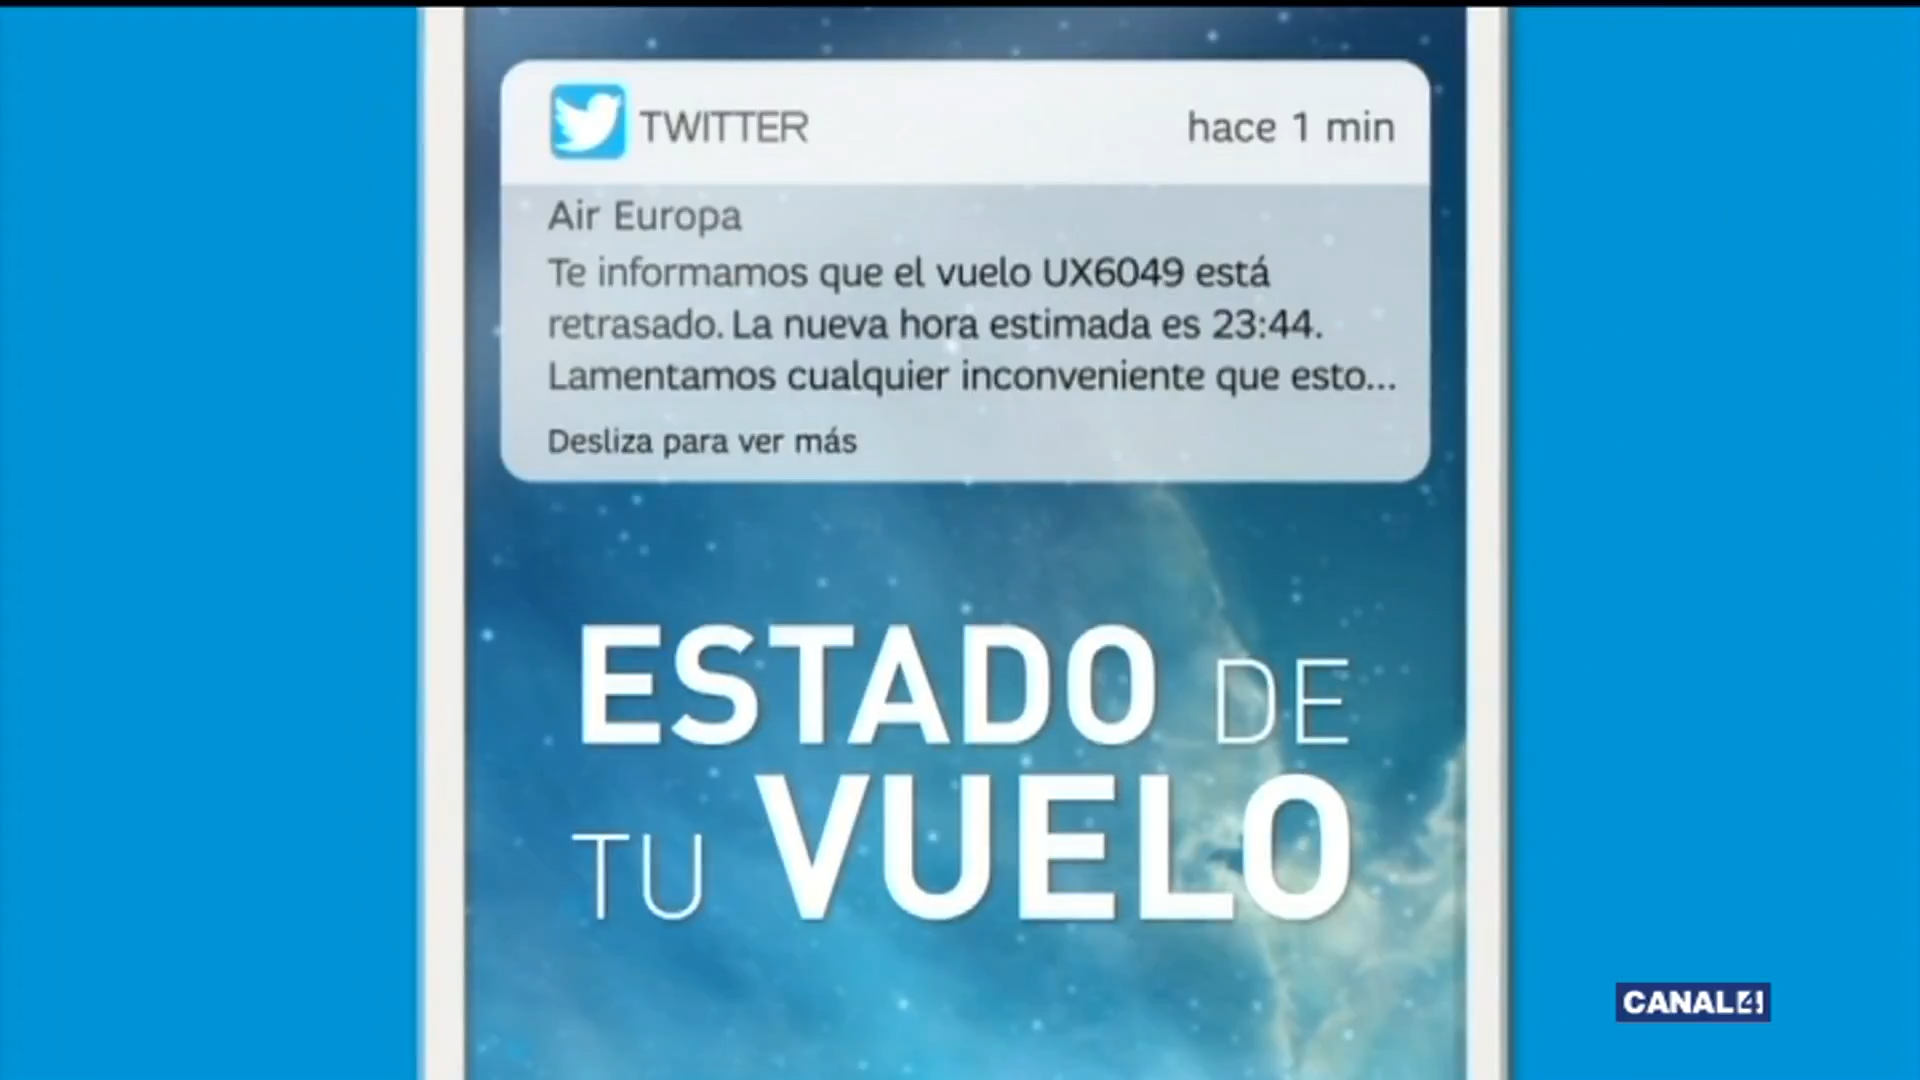 TWITTER
hace 1 min
Air Europa
Te informamos que el vuelo UX6049 está
retrasado. La nueva hora estimada es 23:44.
Lamentamos cualquier inconveniente que esto...
Desliza para ver más
ESTADO DE
TU VUELO
CANAL4